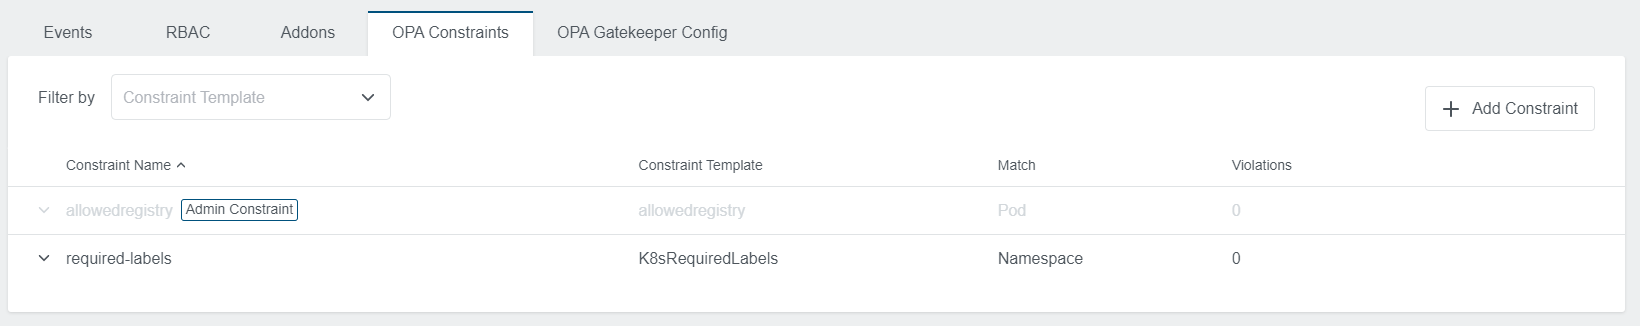 Events RBAC Addons OPA Constraints OPA Gatekeeper Config
Filter by Constraint Template
Add Constraint
Constraint Name Constraint Template Match Violations
allowedregistry Admin Constraint allowedregistry Pod 0
required-labels K8sRequiredLabels Namespace 0